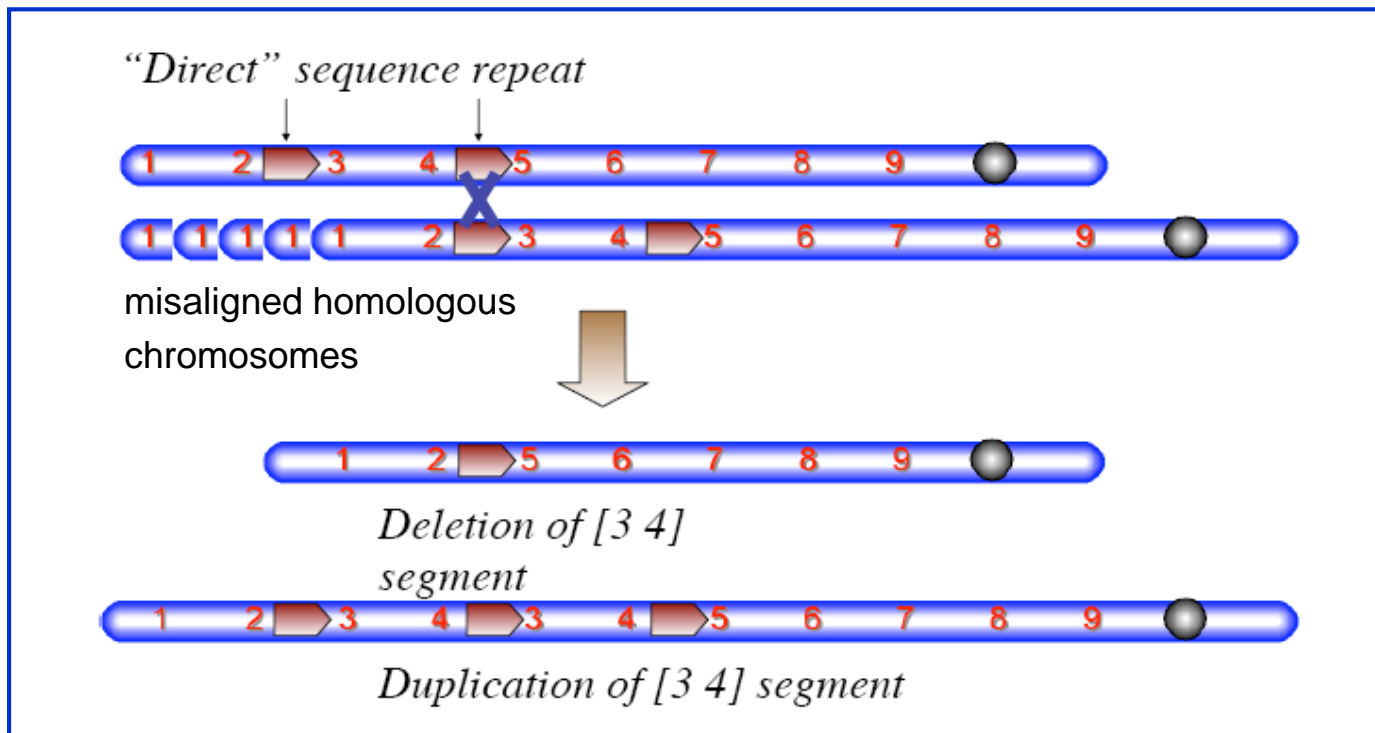 “Direct” sequence repeat
1 2 3 4 5 6 7 8 9
1 1 1 1 1 2 3 4 5 6 7 8 9
misaligned homologous
chromosomes
1 2 5 6 7 8 9
Deletion of [3 4]
segment
1 2 3 4 3 4 5 6 7 8 9
Duplication of [3 4] segment